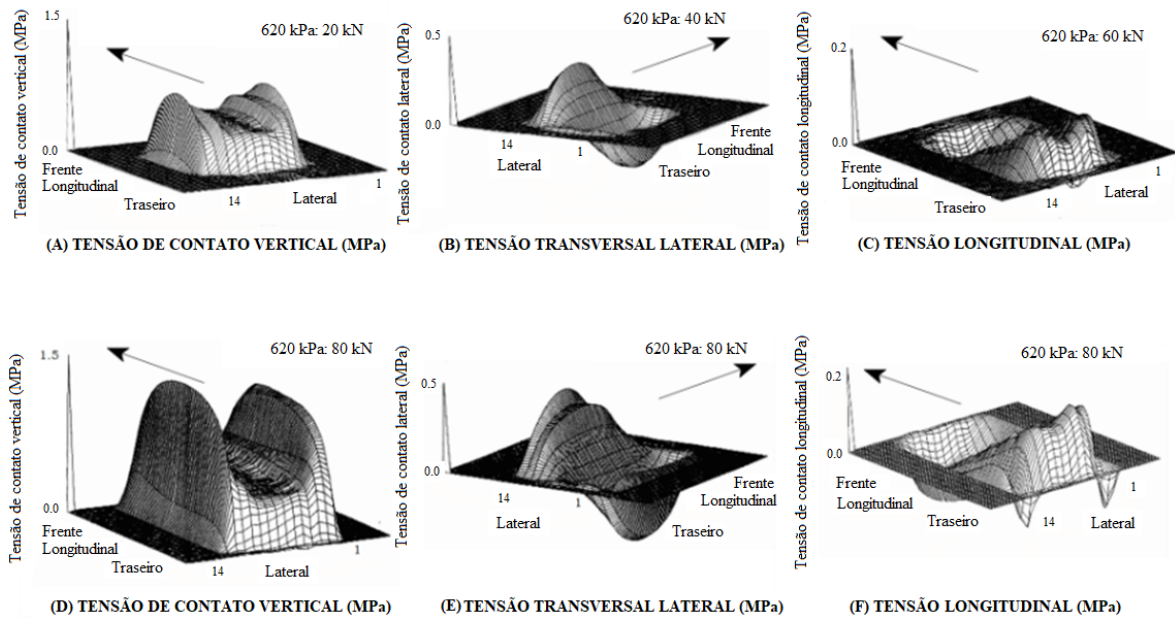 1.5
620 kPa: 20 kN
Tensão de contato vertical (MPa)
0.0
Frente
Longitudinal
Traseiro
14
Lateral
1
(A) TENSÃO DE CONTATO VERTICAL (MPa)
0.5
620 kPa: 40 kN
Tensão de contato lateral (MPa)
0.0
14
Lateral
1
Frente
Longitudinal
Traseiro
(B) TENSÃO TRANSVERSAL LATERAL (MPa)
0.2
620 kPa: 60 kN
Tensão de contato longitudinal (MPa)
0.0
Frente
Longitudinal
Traseiro
14
Lateral
1
(C) TENSÃO LONGITUDINAL (MPa)
1.5
620 kPa: 80 kN
Tensão de contato vertical (MPa)
0.0
Frente
Longitudinal
Traseiro
14
Lateral
1
(D) TENSÃO DE CONTATO VERTICAL (MPa)
0.5
620 kPa: 80 kN
Tensão de contato lateral (MPa)
0.0
14
Lateral
1
Frente
Longitudinal
Traseiro
(E) TENSÃO TRANSVERSAL LATERAL (MPa)
0.2
620 kPa: 80 kN
Tensão de contato longitudinal (MPa)
0.0
Frente
Longitudinal
Traseiro
14
Lateral
1
(F) TENSÃO LONGITUDINAL (MPa)